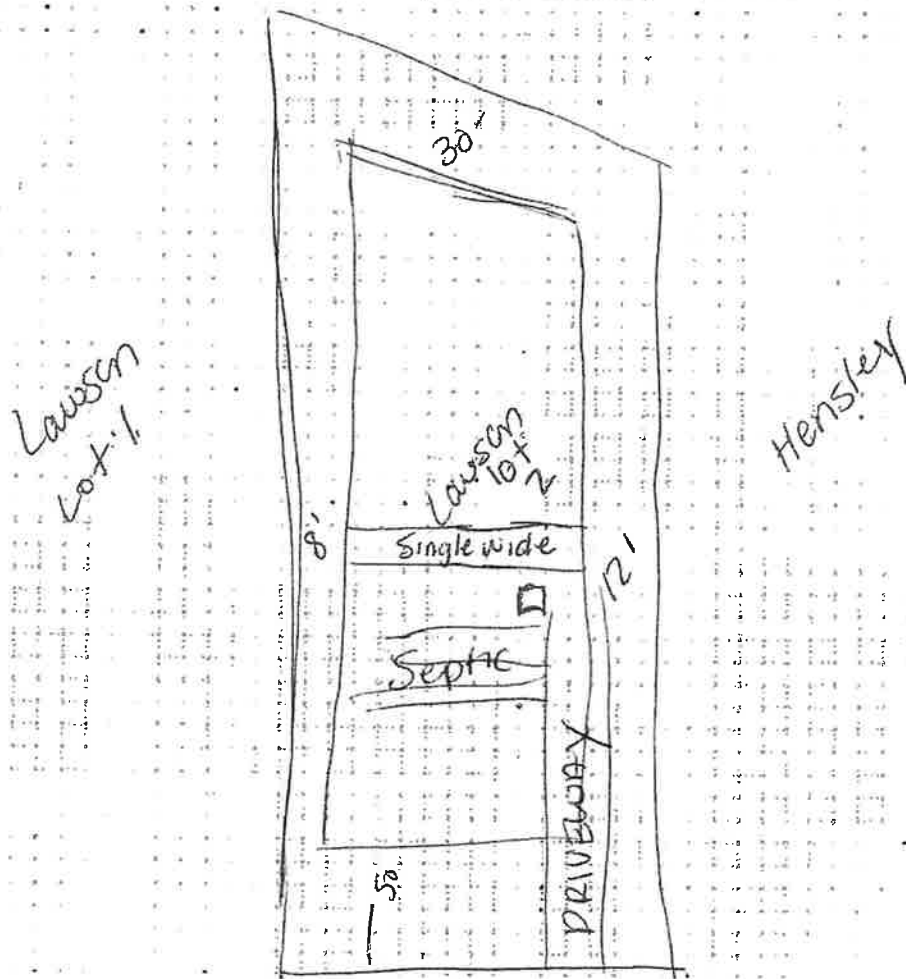 30'
Lawson
Lot 1
Hensley
Lawson
lot
2
8'
Single wide
12'
Septic
DRIVEWAY
50'